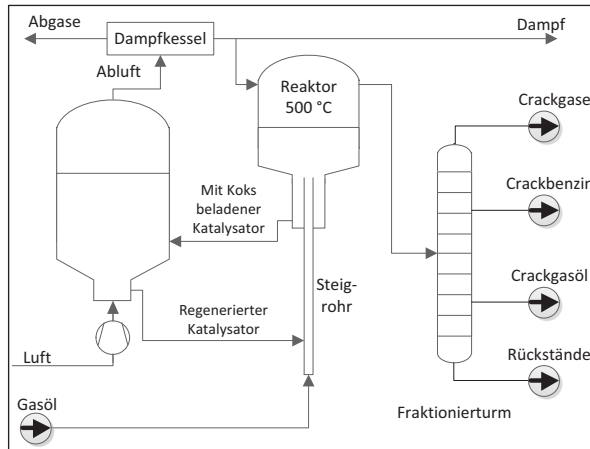 Abgase
Dampfkessel
Dampf
Abluft
Reaktor
500 °C
Crackgase
Mit Koks
beladener
Katalysator
Crackbenzin
Steig-
rohr
Regenerierter
Katalysator
Crackgasöl
Luft
Rückstände
Gasöl
Fraktionierturm